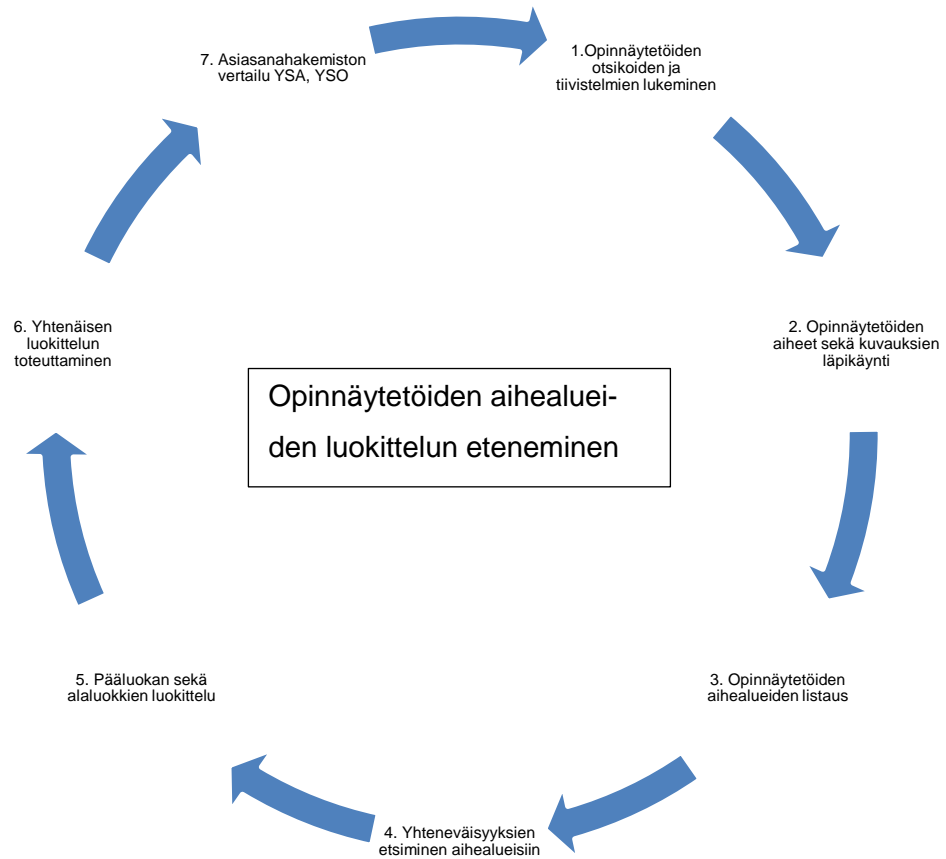 1.Opinnäytetöiden
otsikoiden ja
tiivistelmien lukeminen
2. Opinnäytetöiden
aiheet sekä kuvauksien
läpikäynti
3. Opinnäytetöiden
aihealueiden listaus
4. Yhteneväisyyksien
etsiminen aihealueisiin
5. Pääluokan sekä
alaluokkien luokittelu
6. Yhtenäisen
luokittelun
toteuttaminen
7. Asiasanahakemiston
vertailu YSA, YSO
Opinnäytetöiden aihealuei-
den luokittelun eteneminen